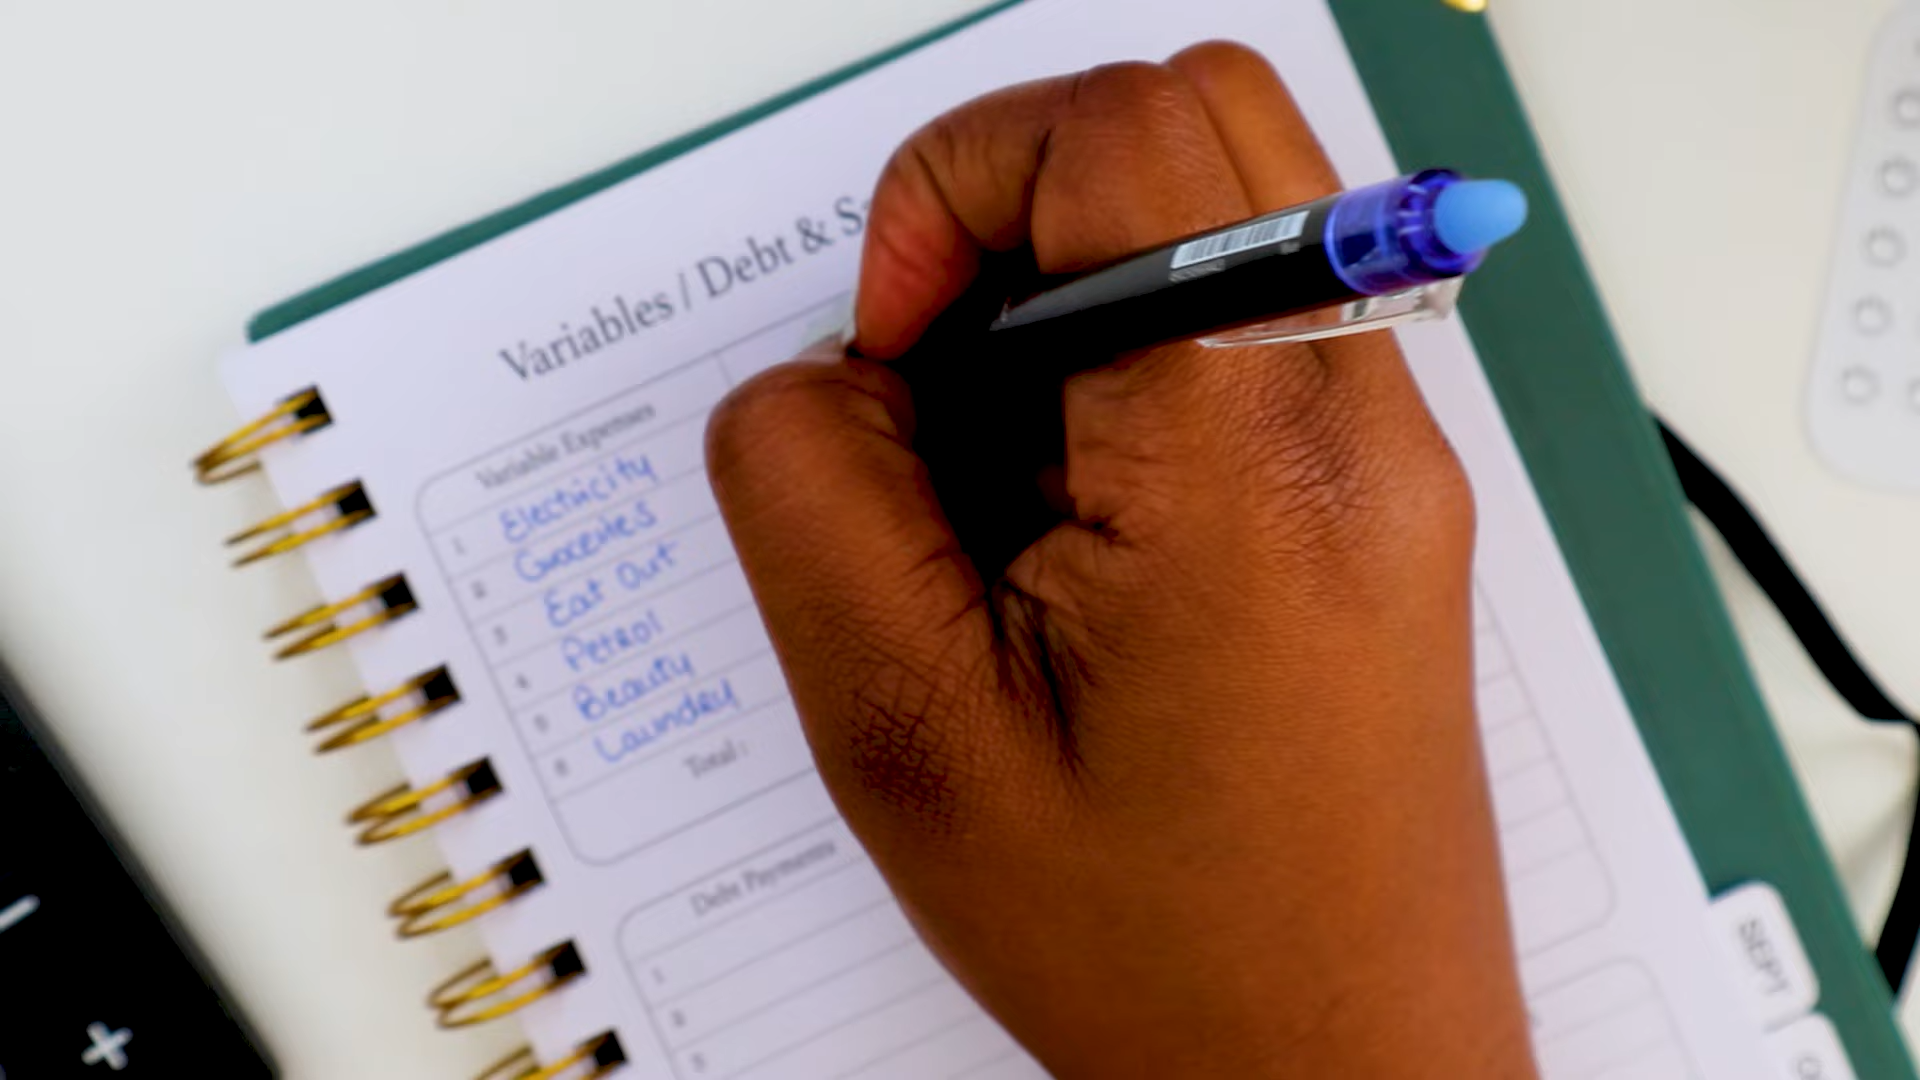 Variables / Debt & S
Variable Expenses
1 Electricity
2 Groceries
3 Eat Out
4 Petrol
5 Beauty
6 Laundry
Total :
Debt Payments
1
2
3
SEPT
O